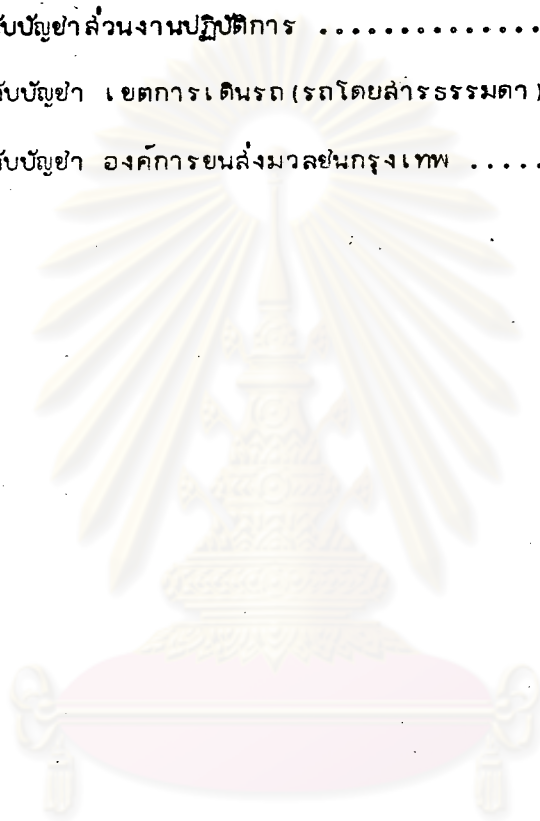 บบัญชาส่วนงานปฏิบัติการ ...............
บบัญชา เขตการเดินรถ (รถโดยสารธรรมดา)
บบัญชา องค์การขนส่งมวลชนกรุงเทพ .....